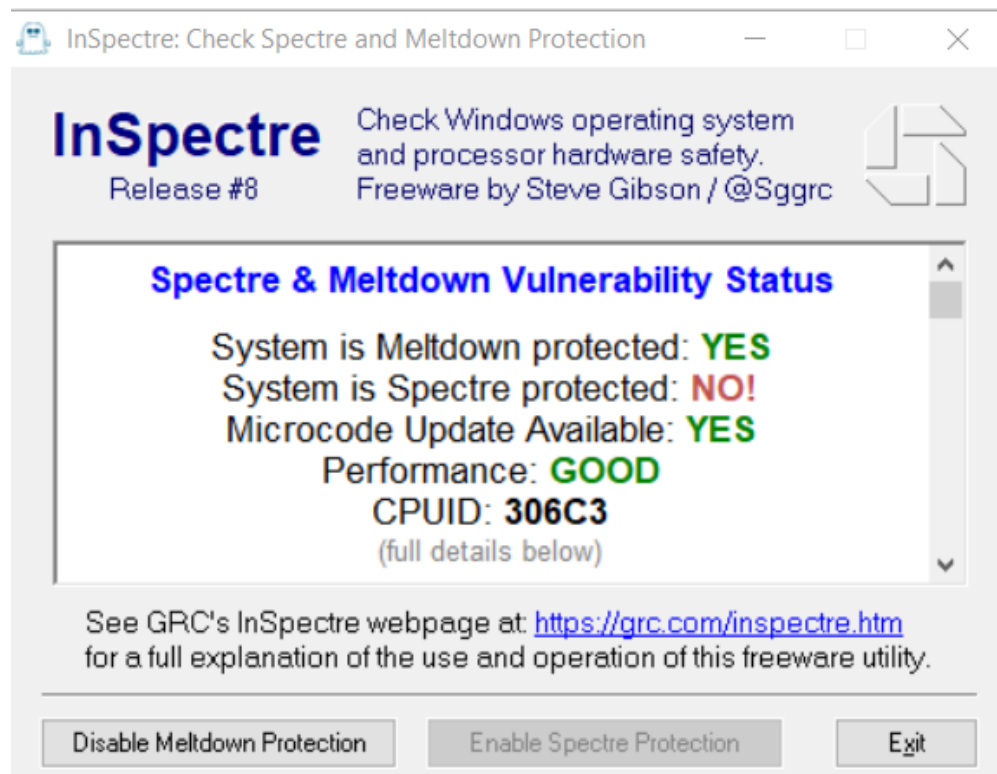 InSpectre: Check Spectre and Meltdown Protection
InSpectre
Release #8
Check Windows operating system
and processor hardware safety.
Freeware by Steve Gibson / @Sggrc
Spectre & Meltdown Vulnerability Status
System is Meltdown protected: YES
System is Spectre protected: NO!
Microcode Update Available: YES
Performance: GOOD
CPUID: 306C3
(full details below)
See GRC's InSpectre webpage at: https://grc.com/inspectre.htm
for a full explanation of the use and operation of this freeware utility.
Disable Meltdown Protection
Enable Spectre Protection
Exit